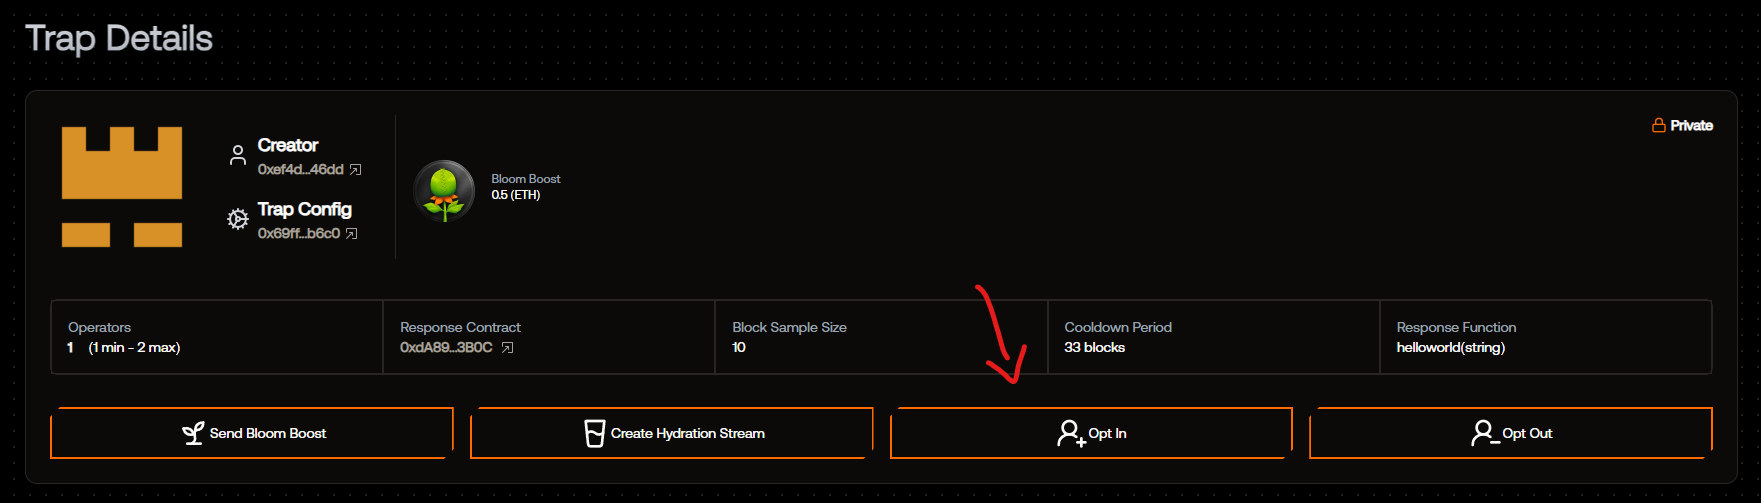 Trap Details
Private
Creator
0xef4d...46dd
Trap Config
0x69ff...b6c0
Bloom Boost
0.5 (ETH)
Operators
1 (1 min - 2 max)
Response Contract
0xdA89...3B0C
Block Sample Size
10
Cooldown Period
33 blocks
Response Function
helloworld(string)
Send Bloom Boost
Create Hydration Stream
Opt In
Opt Out